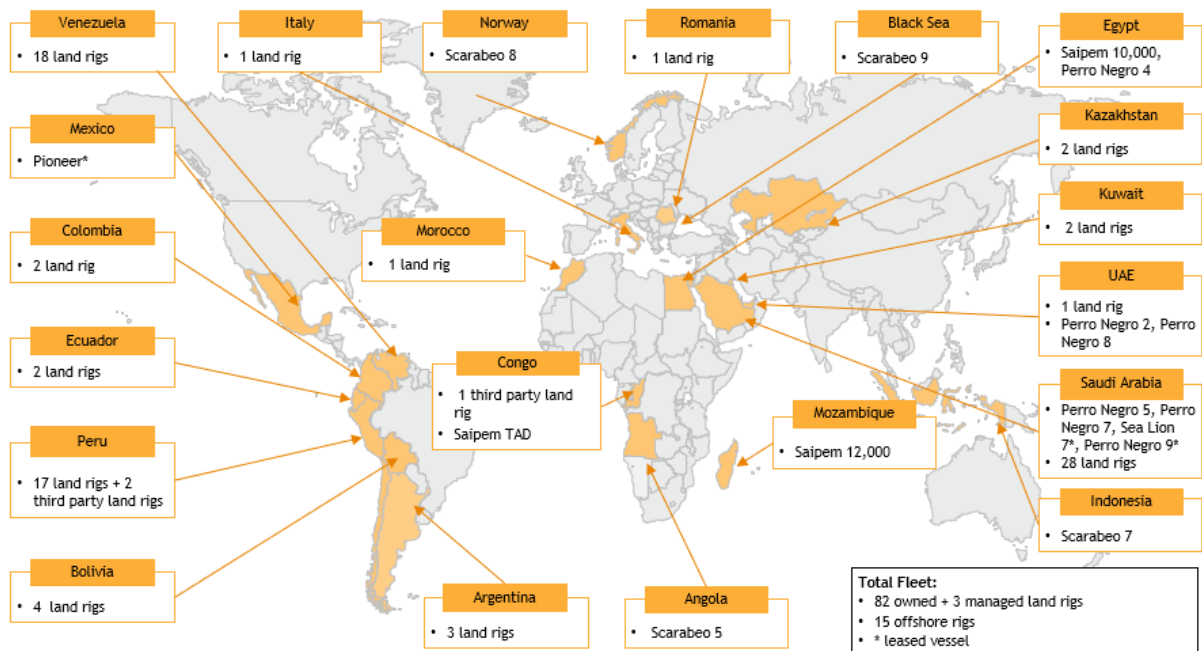 Venezuela
• 18 land rigs
Italy
• 1 land rig
Norway
• Scarabeo 8
Romania
• 1 land rig
Black Sea
• Scarabeo 9
Egypt
• Saipem 10,000,
Perro Negro 4
Mexico
• Pioneer*
Kazakhstan
• 2 land rigs
Colombia
• 2 land rig
Morocco
• 1 land rig
Kuwait
• 2 land rigs
UAE
• 1 land rig
• Perro Negro 2, Perro
Negro 8
Ecuador
• 2 land rigs
Congo
• 1 third party land
rig
• Saipem TAD
Mozambique
• Saipem 12,000
Saudi Arabia
• Perro Negro 5, Perro
Negro 7, Sea Lion
7*, Perro Negro 9*
• 28 land rigs
Peru
• 17 land rigs + 2
third party land rigs
Indonesia
• Scarabeo 7
Bolivia
• 4 land rigs
Argentina
• 3 land rigs
Angola
• Scarabeo 5
Total Fleet:
• 82 owned + 3 managed land rigs
• 15 offshore rigs
• * leased vessel